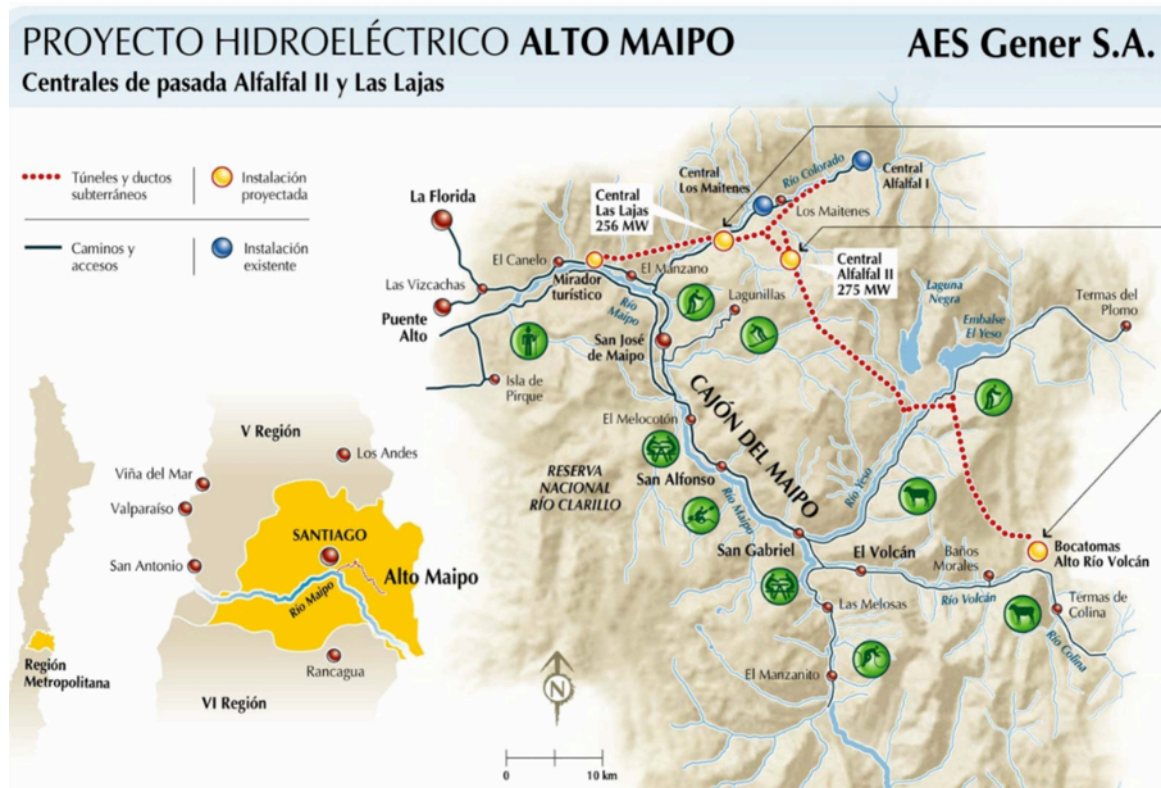 PROYECTO HIDROELÉCTRICO ALTO MAIPO
AES Gener S.A.
Centrales de pasada Alfalfal II y Las Lajas
Túneles y ductos
subterráneos
Instalación
proyectada
Caminos y
accesos
Instalación
existente
La Florida
Central
Las Lajas
256 MW
Central
Los Maitenes
Río Colorado
Central
Alfalfal I
Los Maitenes
El Canelo
Mirador
turístico
El Manzano
Central
Alfalfal II
275 MW
Las Vizcachas
Puente
Alto
Río
Maipo
Lagunillas
Laguna
Negra
Embalse
El Yeso
Termas del
Plomo
San José
de Maipo
Isla de
Pirque
El Melocotón
CAJÓN DEL MAIPO
RESERVA
NACIONAL
RÍO CLARILLO
San Alfonso
Río Maipo
Río Yeso
San Gabriel
El Volcán
Baños
Morales
Bocatomas
Alto Río Volcán
Río Volcán
Termas de
Colina
Río Colina
Las Melosas
El Manzanito
V Región
Los Andes
Viña del Mar
Valparaíso
SANTIAGO
San Antonio
Río Maipo
Alto Maipo
Rancagua
VI Región
Región
Metropolitana
N
0 10 km